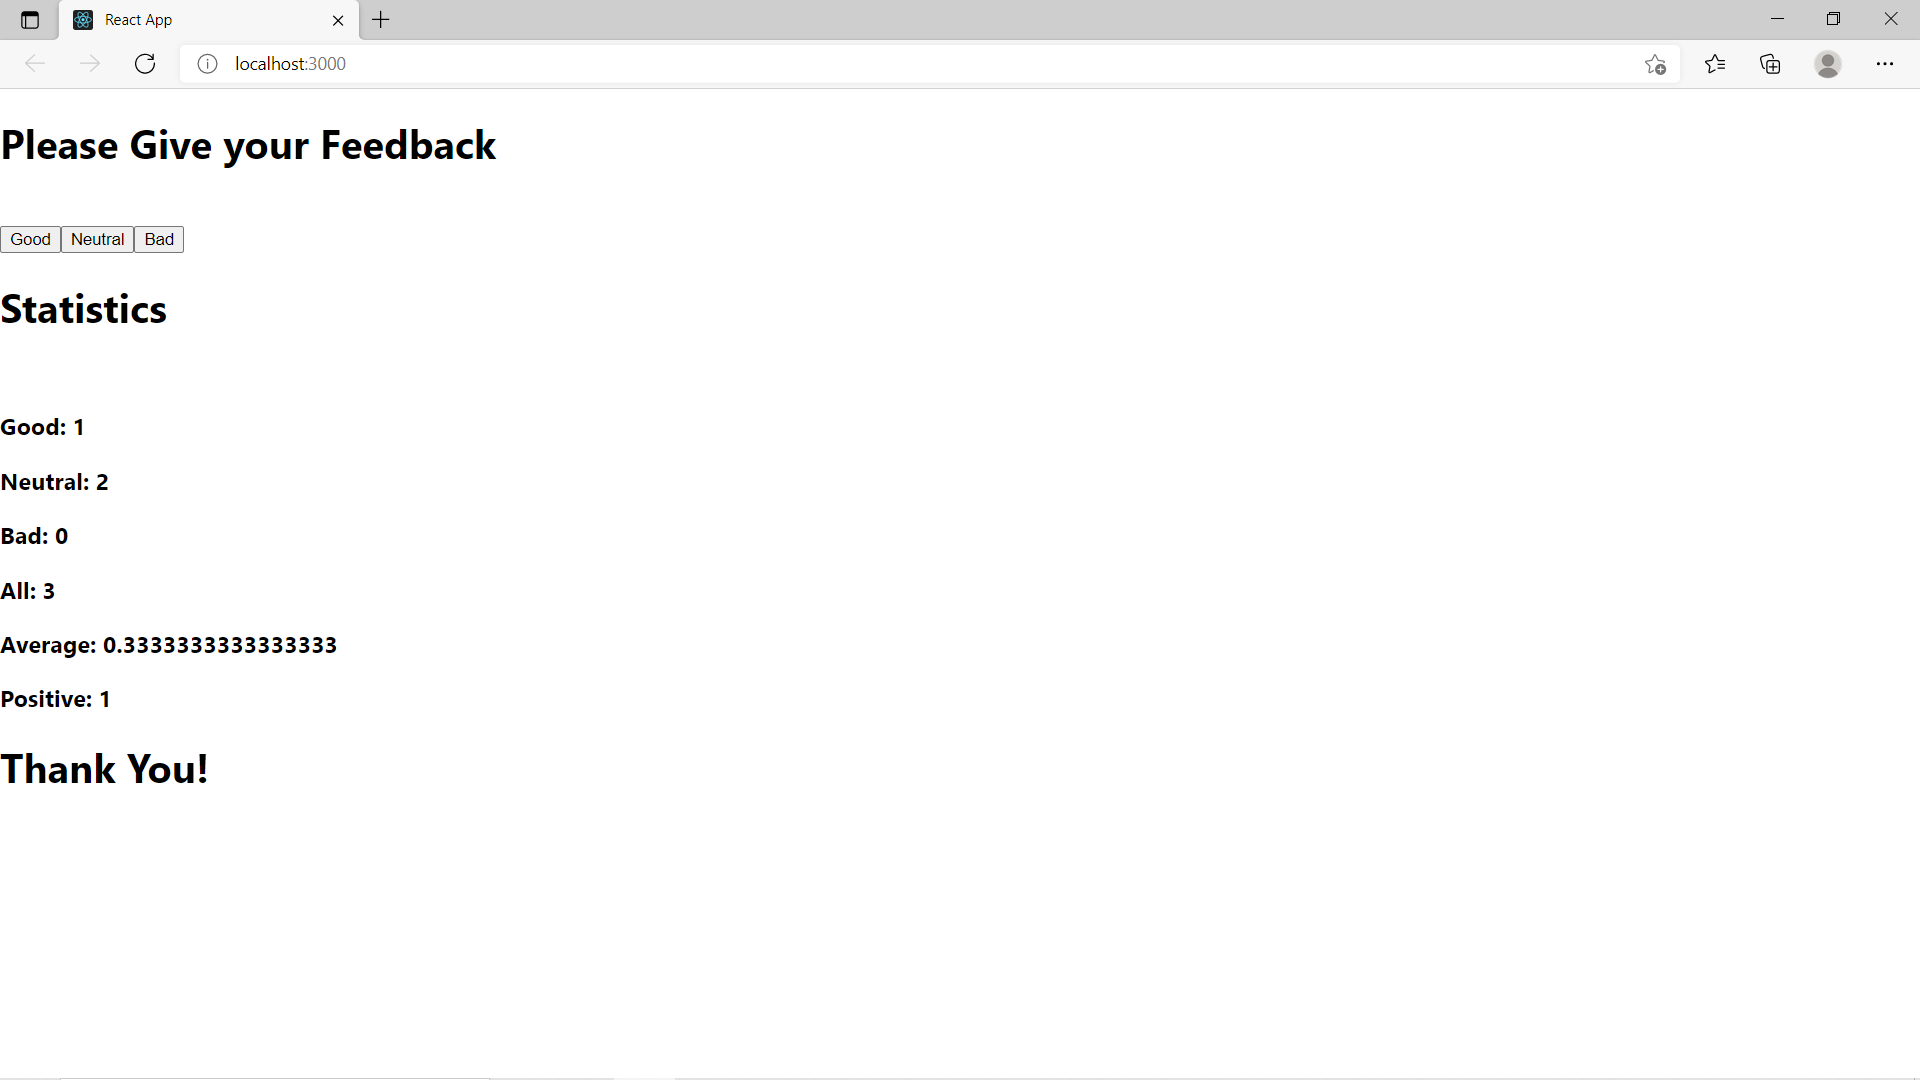 React App
localhost:3000
Please Give your Feedback
Good Neutral Bad
Statistics
Good: 1
Neutral: 2
Bad: 0
All: 3
Average: 0.3333333333333333
Positive: 1
Thank You!